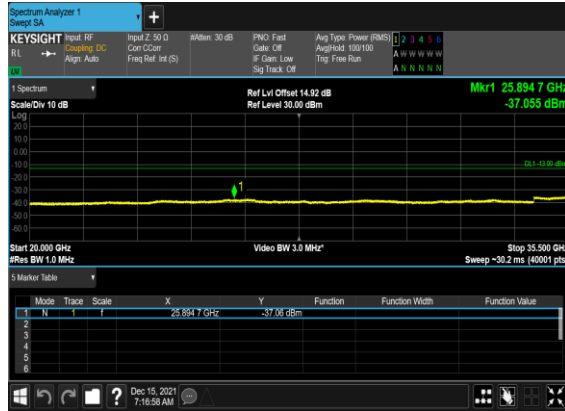 Spectrum Analyzer 1
Swept SA
+
KEYSIGHT Input: RF Input Z: 50 Ω #Atten: 30 dB PNO: Fast Avg Type: Power (RMS) 1 2 3 4 5 6
RL Coupling: DC Corr CCorr Gate: Off Avg|Hold: 100/100 A W W W W W
Align: Auto Freq Ref: Int (S) IF Gain: Low Trig: Free Run
Sig Track: Off A N N N N N
1 Spectrum Ref Lvl Offset 14.92 dB Mkr1 25.894 7 GHz
Scale/Div 10 dB Ref Level 30.00 dBm -37.055 dBm
Log
20.0
10.0
0.00
-10.0 DL1 -13.00 dBm
-20.0
-30.0 1
-40.0
-50.0
-60.0
Start 20.000 GHz Video BW 3.0 MHz* Stop 35.500 GHz
#Res BW 1.0 MHz Sweep ~30.2 ms (40001 pts)
5 Marker Table
Mode Trace Scale X Y Function Function Width Function Value
1 N 1 f 25.894 7 GHz -37.06 dBm
2
3
4
5
6
? Dec 15, 2021
7:16:58 AM